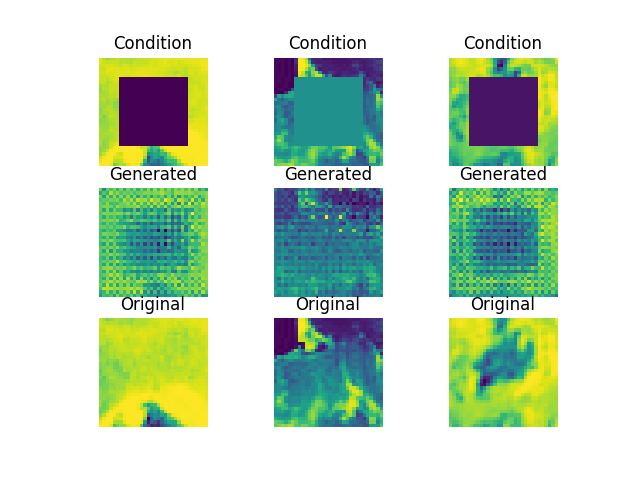 Condition Condition Condition
Generated Generated Generated
Original Original Original